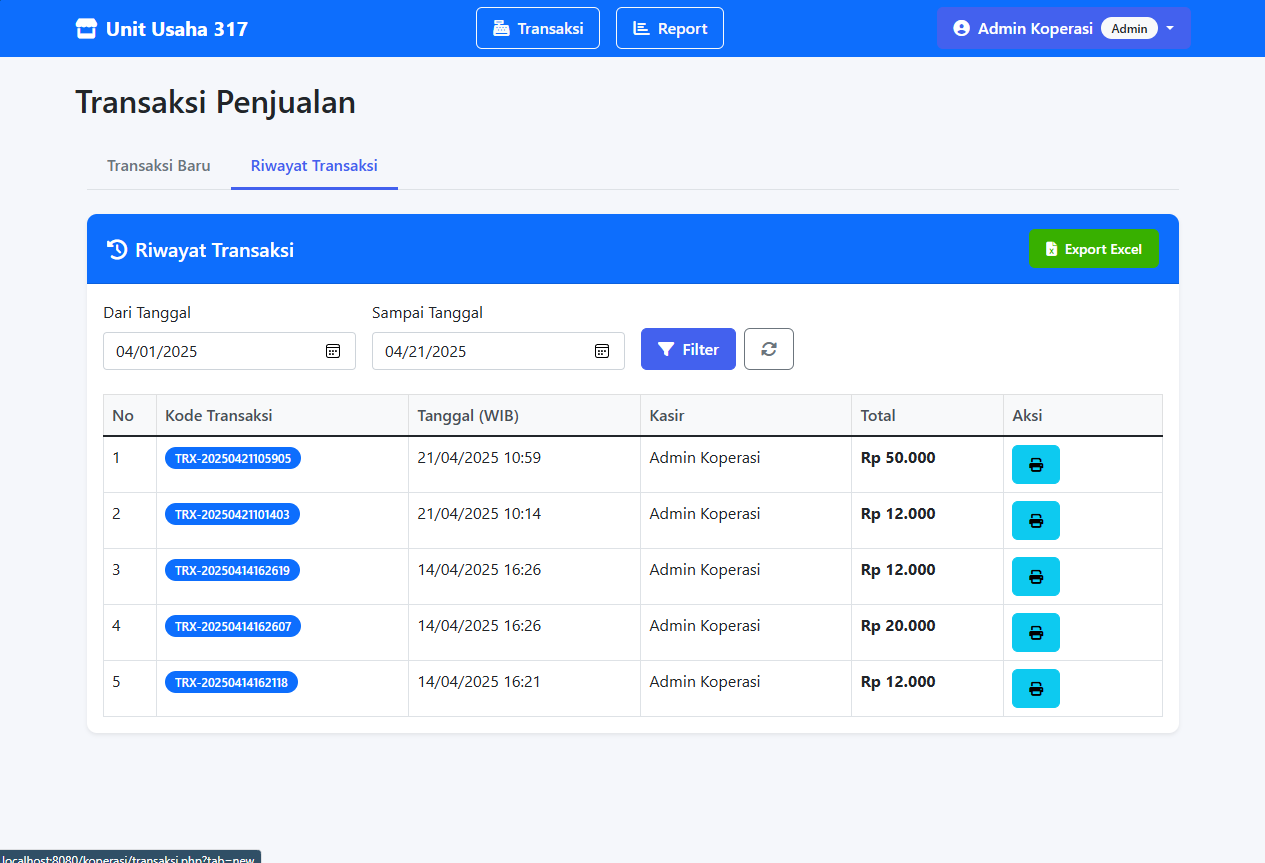 Unit Usaha 317 Transaksi Report Admin Koperasi Admin
Transaksi Penjualan
Transaksi Baru Riwayat Transaksi
Riwayat Transaksi Export Excel
Dari Tanggal Sampai Tanggal
04/01/2025 04/21/2025 Filter
No Kode Transaksi Tanggal (WIB) Kasir Total Aksi
1 TRX-20250421105905 21/04/2025 10:59 Admin Koperasi Rp 50.000
2 TRX-20250421101403 21/04/2025 10:14 Admin Koperasi Rp 12.000
3 TRX-20250414162619 14/04/2025 16:26 Admin Koperasi Rp 12.000
4 TRX-20250414162607 14/04/2025 16:26 Admin Koperasi Rp 20.000
5 TRX-20250414162118 14/04/2025 16:21 Admin Koperasi Rp 12.000
localhost:8080/koperasi/transaksi.php?tab=new